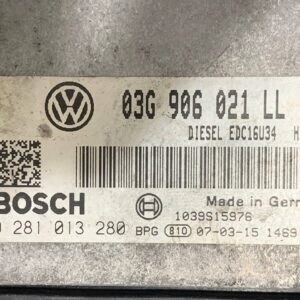 03G 906 021 LL
DIESEL EDC16U34 H
BOSCH
Made in Germ
1039S15976
281 013 280 BPG 810 07-03-15 1469